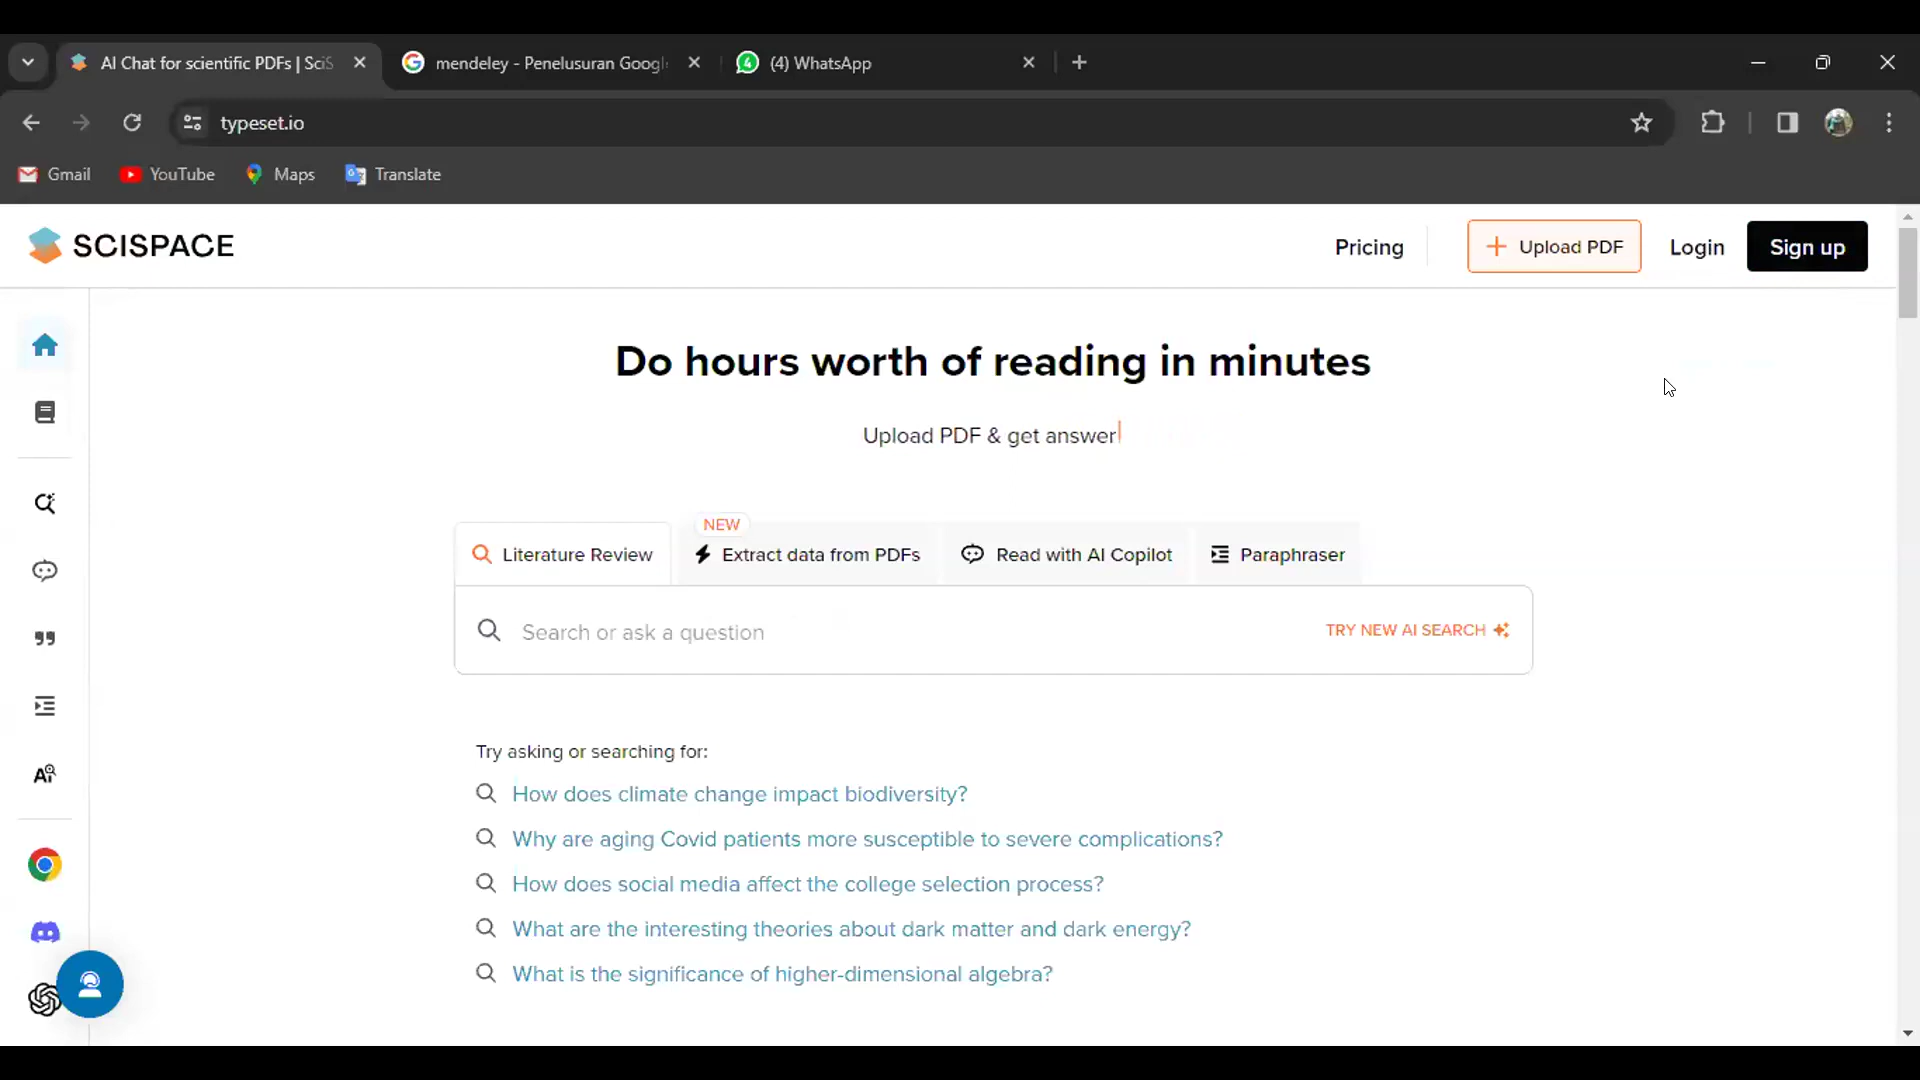 AI Chat for scientific PDFs | SciS
mendeley - Penelusuran Googl
4
(4) WhatsApp
typeset.io
Gmail
YouTube
Maps
Translate
SCISPACE
Pricing
Upload PDF
Login
Sign up
Do hours worth of reading in minutes
Upload PDF & get answer
NEW
Literature Review
Extract data from PDFs
Read with AI Copilot
Paraphraser
Search or ask a question
TRY NEW AI SEARCH
Try asking or searching for:
How does climate change impact biodiversity?
Why are aging Covid patients more susceptible to severe complications?
How does social media affect the college selection process?
What are the interesting theories about dark matter and dark energy?
What is the significance of higher-dimensional algebra?